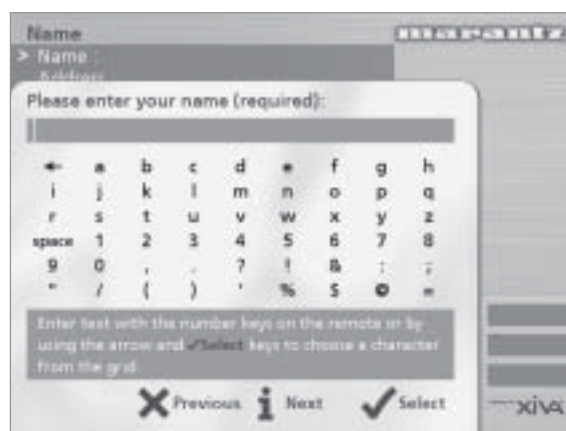 Name
marantz
> Name :
Address
Please enter your name (required):
← a b c d e f g h
i j k l m n o p q
r s t u v w x y z
space 1 2 3 4 5 6 7 8
9 0 , . ? ! & : ;
" / ( ) ' % $ @ =
Enter text with the number keys on the remote or by
using the arrow and ✓Select keys to choose a character
from the grid.
Previous Next Select
xiva